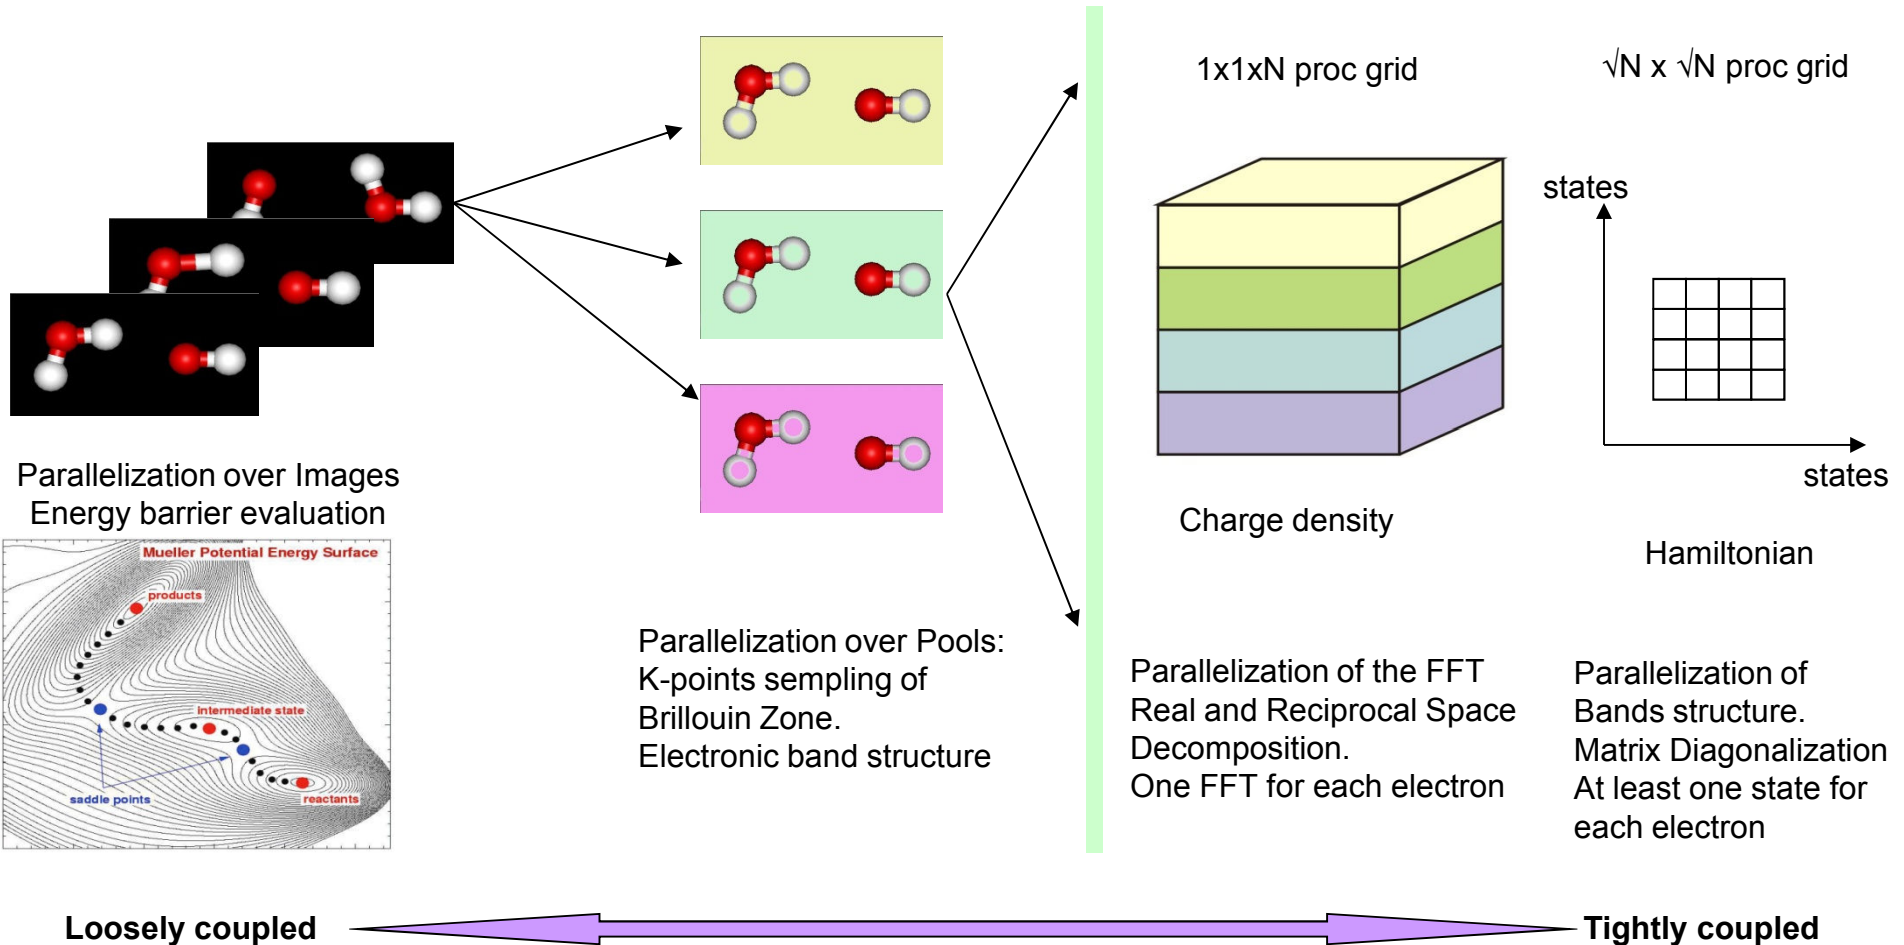 1x1xN proc grid
√N x √N proc grid
states
states
Parallelization over Images
Energy barrier evaluation
Charge density
Hamiltonian
Mueller Potential Energy Surface
products
intermediate state
saddle points
reactants
Parallelization over Pools:
K-points sempling of
Brillouin Zone.
Electronic band structure
Parallelization of the FFT
Real and Reciprocal Space
Decomposition.
One FFT for each electron
Parallelization of
Bands structure.
Matrix Diagonalization
At least one state for
each electron
Loosely coupled
Tightly coupled